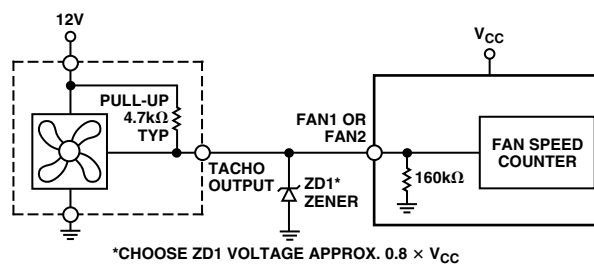 12V
PULL-UP
4.7kΩ
TYP
TACHO
OUTPUT
ZD1*
ZENER
FAN1 OR
FAN2
VCC
160kΩ
FAN SPEED
COUNTER
*CHOOSE ZD1 VOLTAGE APPROX. 0.8 × VCC